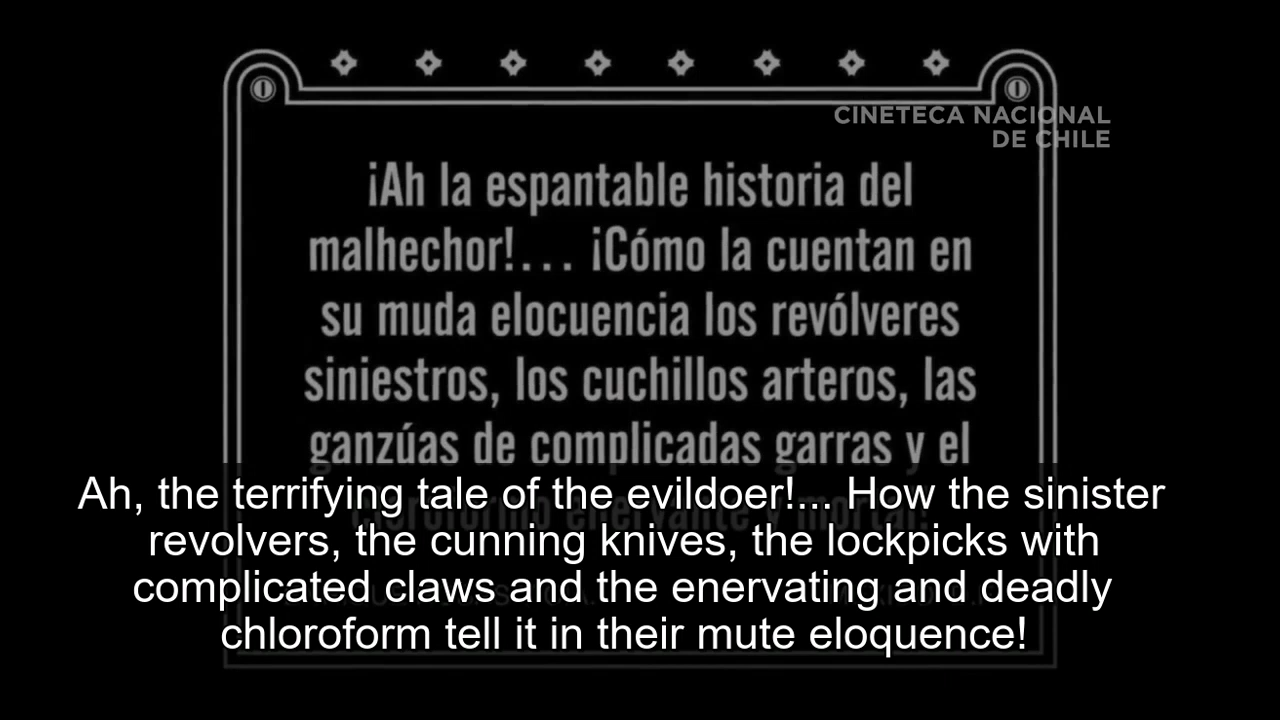 CINETECA NACIONAL
DE CHILE
¡Ah la espantable historia del
malhechor!... ¡Cómo la cuentan en
su muda elocuencia los revólveres
siniestros, los cuchillos arteros, las
ganzúas de complicadas garras y el
cloroformo enervante y mortal!
Ah, the terrifying tale of the evildoer!... How the sinister
revolvers, the cunning knives, the lockpicks with
complicated claws and the enervating and deadly
chloroform tell it in their mute eloquence!